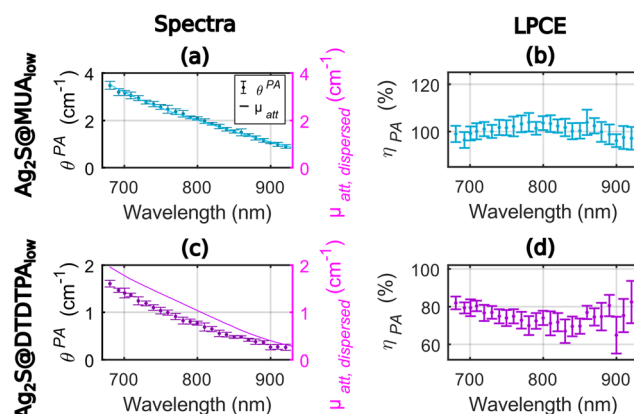 Spectra
LPCE
Ag₂S@MUAlow
(a)
θ ᴾᴬ (cm⁻¹)
4
2
0
θ ᴾᴬ
μ att
4
2
0
μ att, dispersed (cm⁻¹)
700 800 900
Wavelength (nm)
(b)
η PA (%)
120
100
700 800 900
Wavelength (nm)
Ag₂S@DTDTPAlow
(c)
θ ᴾᴬ (cm⁻¹)
2
1
0
2
1
0
μ att, dispersed (cm⁻¹)
700 800 900
Wavelength (nm)
(d)
η PA (%)
100
80
60
700 800 900
Wavelength (nm)